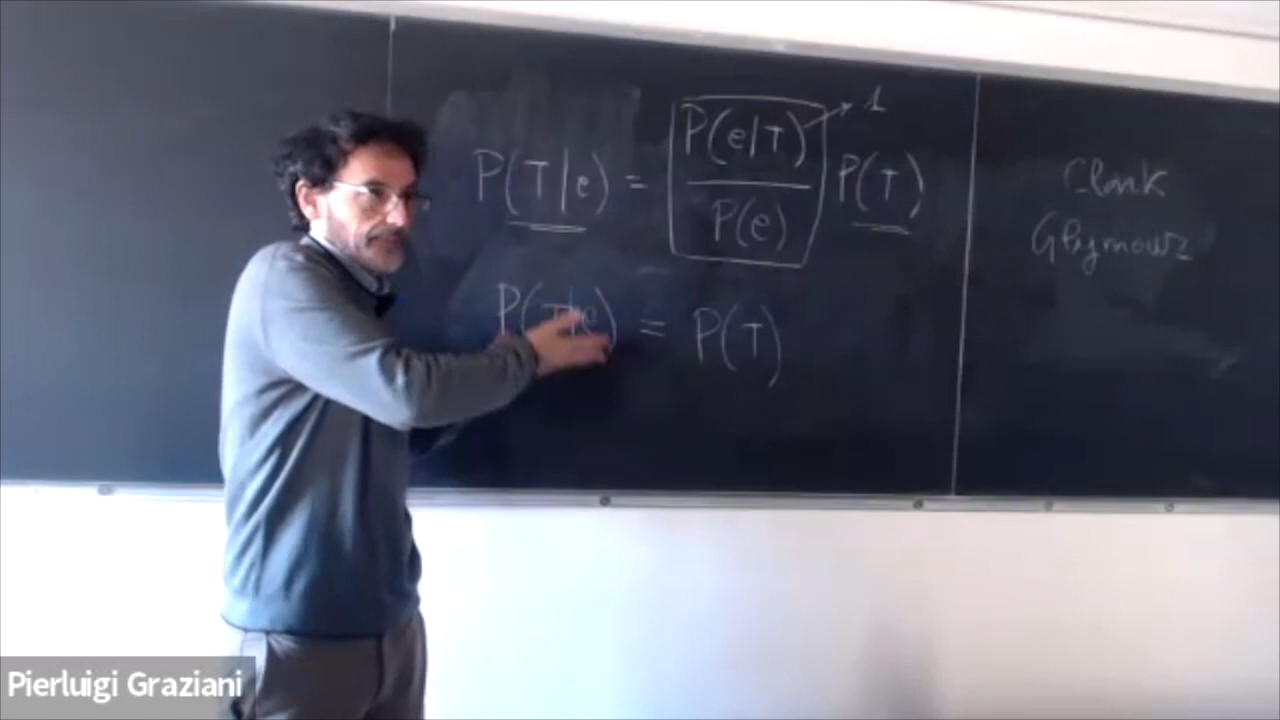 P(T|e) = P(e|T) / P(e) P(T)
1
P(T|e) = P(T)
Clark
Glymour
Pierluigi Graziani